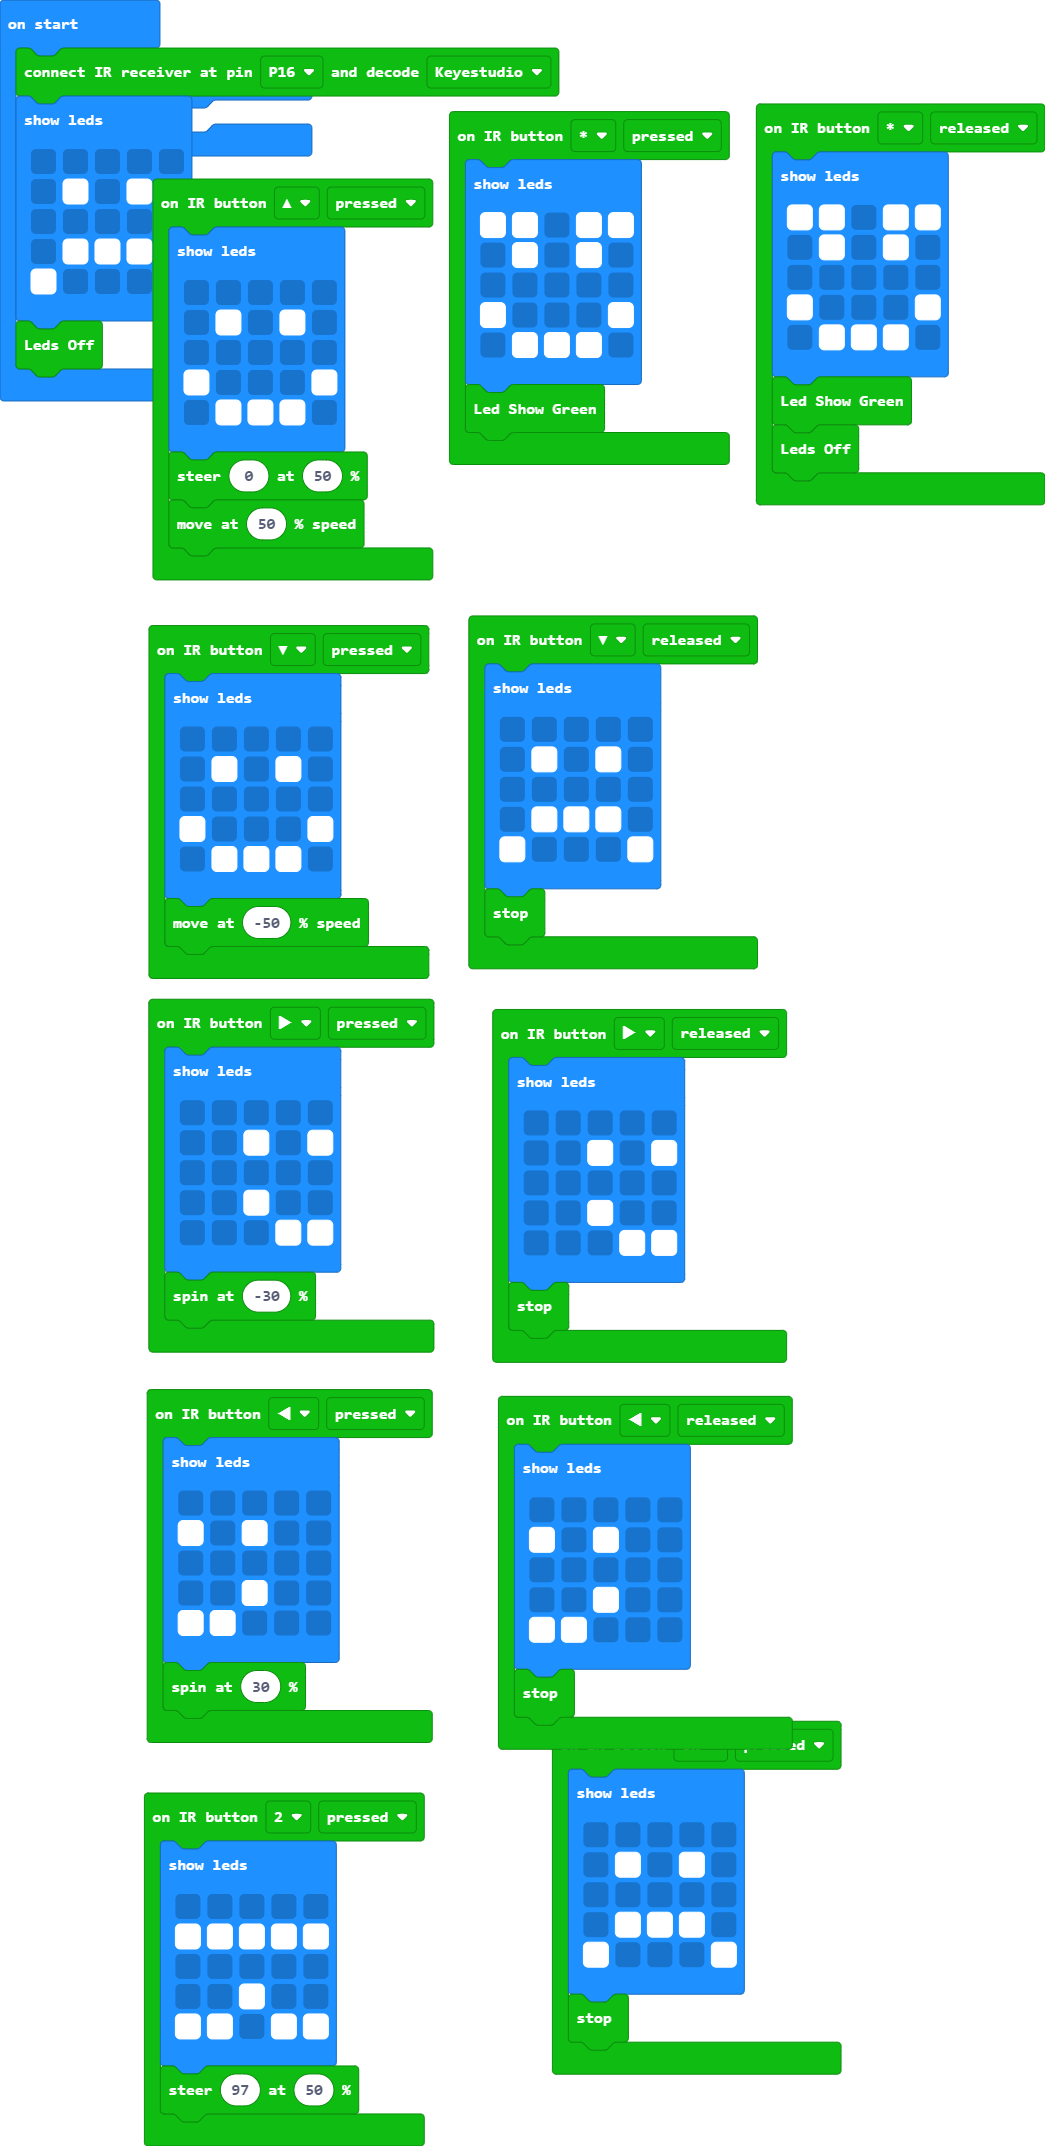 on start
connect IR receiver at pin P16 and decode Keyestudio
show leds
Leds Off
on IR button ▲ pressed
show leds
steer 0 at 50 %
move at 50 % speed
on IR button * pressed
show leds
Led Show Green
on IR button * released
show leds
Led Show Green
Leds Off
on IR button ▼ pressed
show leds
move at -50 % speed
on IR button ▼ released
show leds
stop
on IR button ▶ pressed
show leds
spin at -30 %
on IR button ▶ released
show leds
stop
on IR button ◀ pressed
show leds
spin at 30 %
on IR button ◀ released
show leds
stop
show leds
stop
on IR button 2 pressed
show leds
steer 97 at 50 %